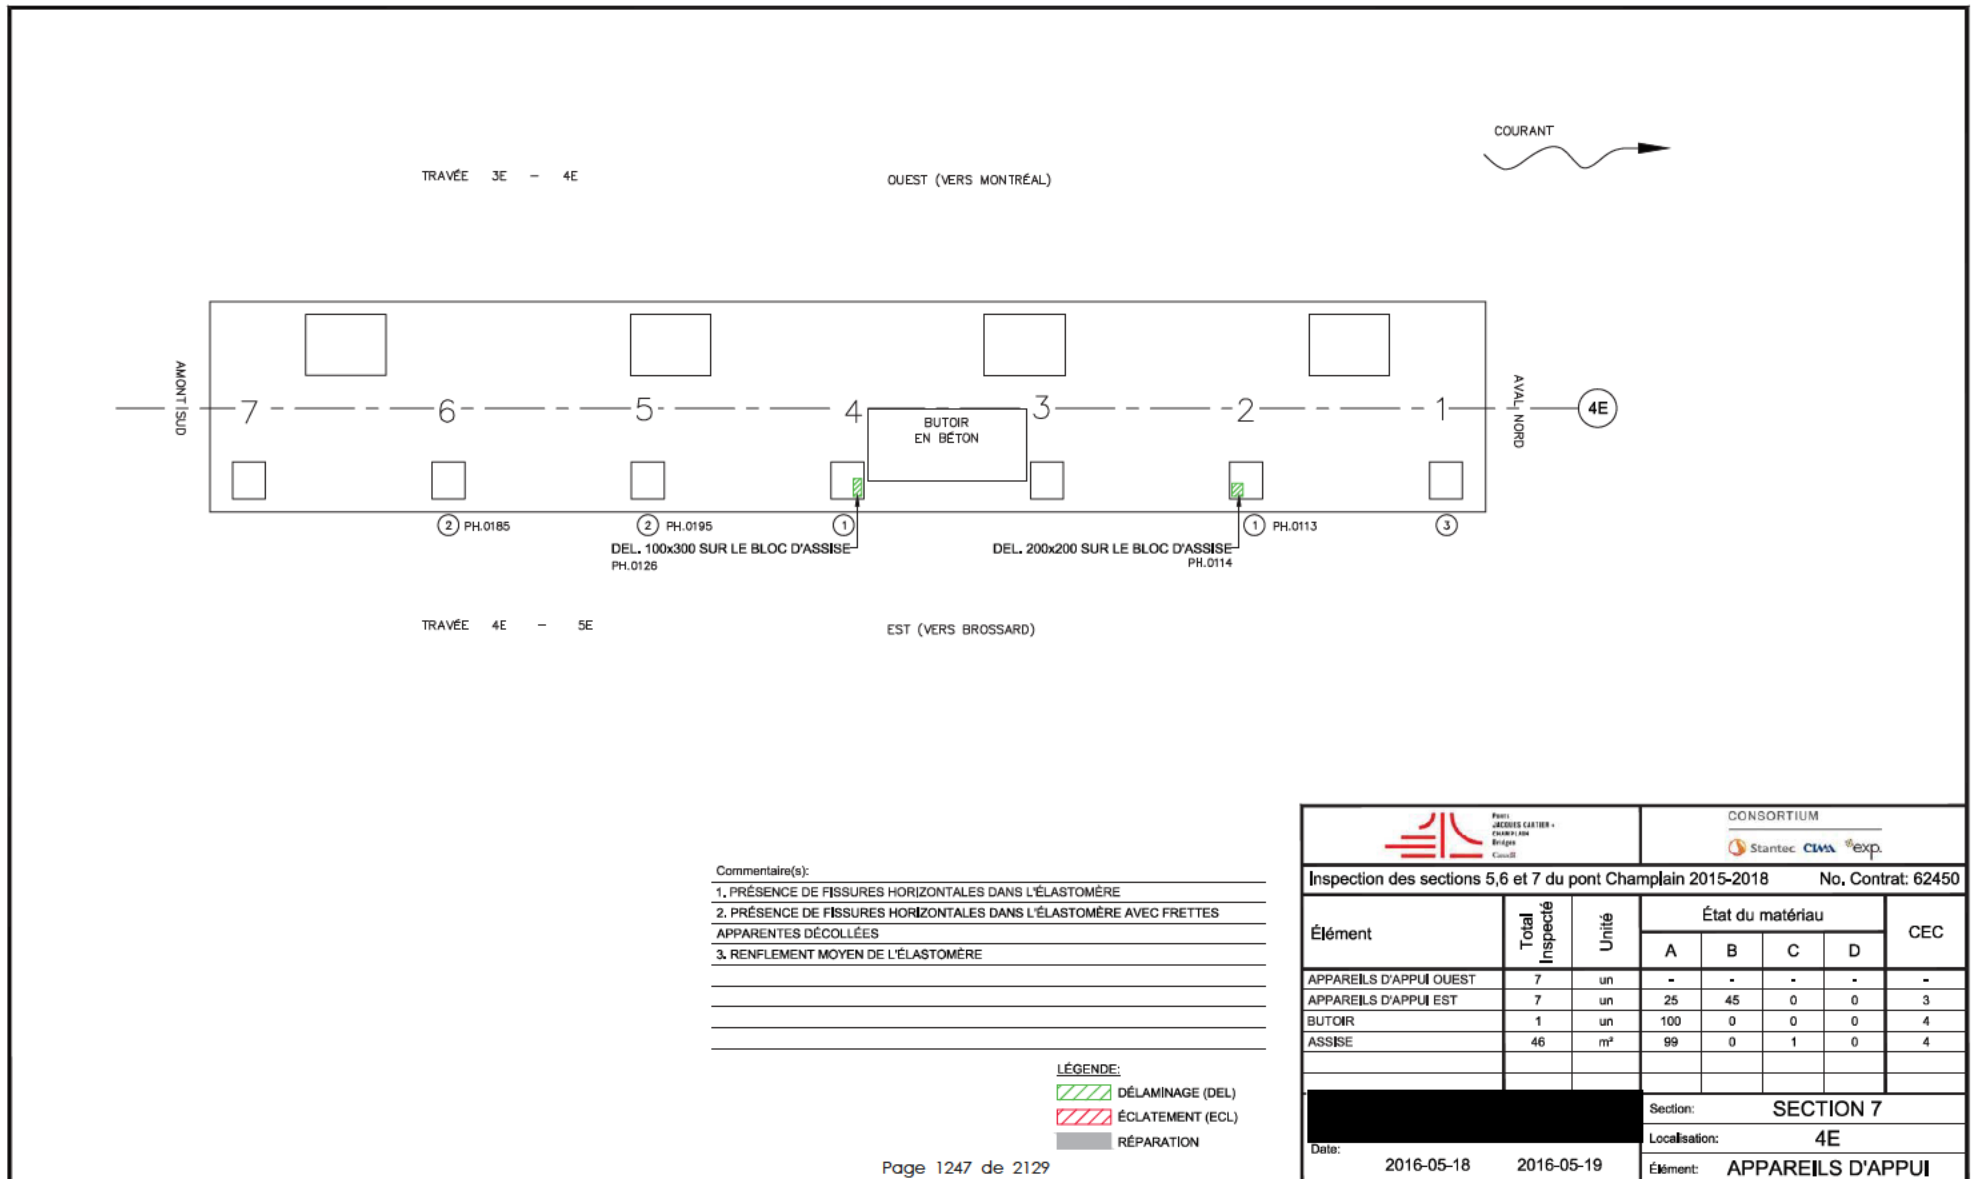 COURANT
TRAVÉE 3E - 4E
OUEST (VERS MONTRÉAL)
AMONT SUD
7 6 5 4 3 2 1
AVAL NORD
4E
BUTOIR
EN BÉTON
2 PH.0185
2 PH.0195
1
1 PH.0113
3
DEL. 100x300 SUR LE BLOC D'ASSISE
PH.0126
DEL. 200x200 SUR LE BLOC D'ASSISE
PH.0114
TRAVÉE 4E - 5E
EST (VERS BROSSARD)
Commentaire(s):
1. PRÉSENCE DE FISSURES HORIZONTALES DANS L'ÉLASTOMÈRE
2. PRÉSENCE DE FISSURES HORIZONTALES DANS L'ÉLASTOMÈRE AVEC FRETTES
APPARENTES DÉCOLLÉES
3. RENFLEMENT MOYEN DE L'ÉLASTOMÈRE
LÉGENDE:
DÉLAMINAGE (DEL)
ÉCLATEMENT (ECL)
RÉPARATION
Page 1247 de 2129
Ponts
JACQUES CARTIER +
CHAMPLAIN
Bridges
Canada
CONSORTIUM
Stantec CIMA+ exp.
Inspection des sections 5,6 et 7 du pont Champlain 2015-2018 No. Contrat: 62450
Élément Total Inspecté Unité État du matériau CEC
A B C D
APPAREILS D'APPUI OUEST 7 un - - - - -
APPAREILS D'APPUI EST 7 un 25 45 0 0 3
BUTOIR 1 un 100 0 0 0 4
ASSISE 46 m² 99 0 1 0 4
Section: SECTION 7
Localisation: 4E
Date: 2016-05-18 2016-05-19
Élément: APPAREILS D'APPUI